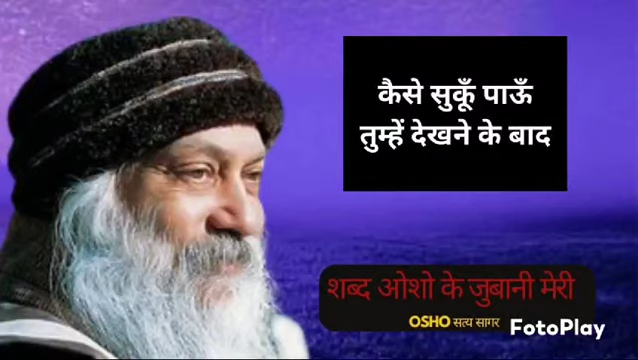 कैसे सुकूँ पाऊँ
तुम्हें देखने के बाद
शब्द ओशो के जुबानी मेरी
OSHO सत्य सागर
FotoPlay